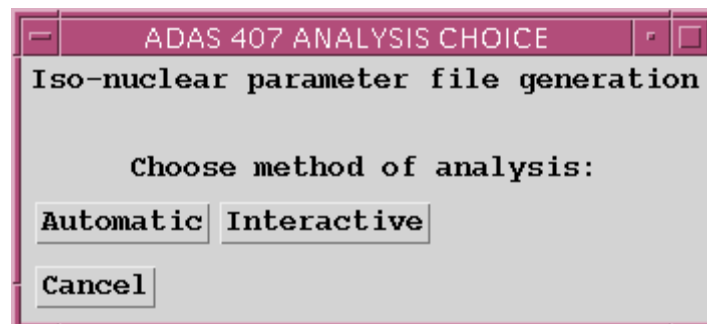 ADAS 407 ANALYSIS CHOICE
Iso-nuclear parameter file generation
Choose method of analysis:
Automatic Interactive
Cancel